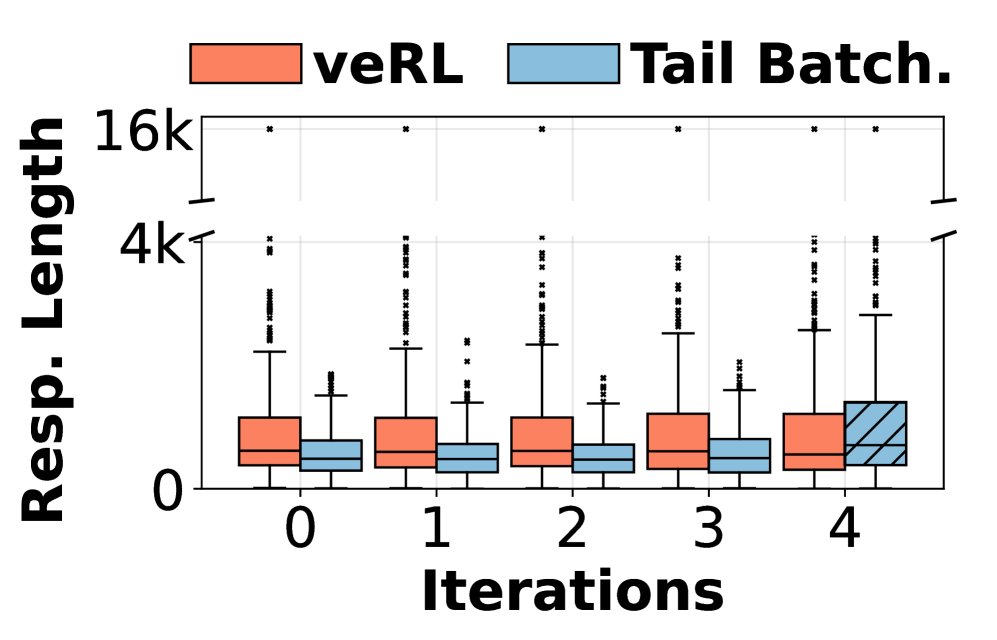 veRL Tail Batch.
Resp. Length
16k
4k
0
0 1 2 3 4
Iterations